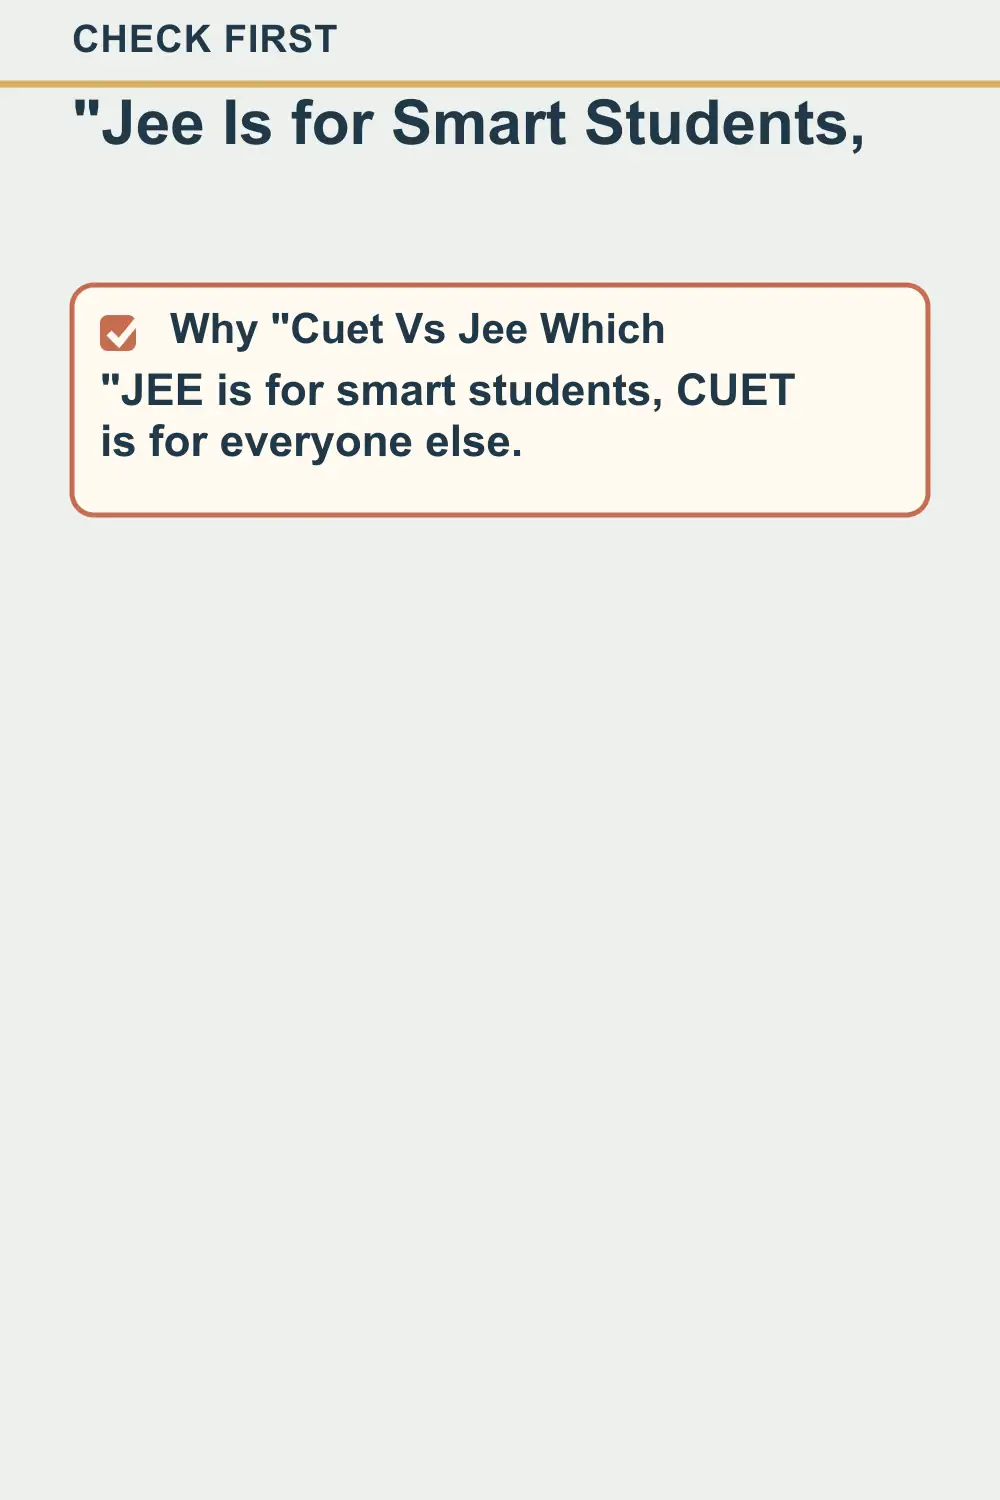 CHECK FIRST
"Jee Is for Smart Students,
Why "Cuet Vs Jee Which
"JEE is for smart students, CUET
is for everyone else.